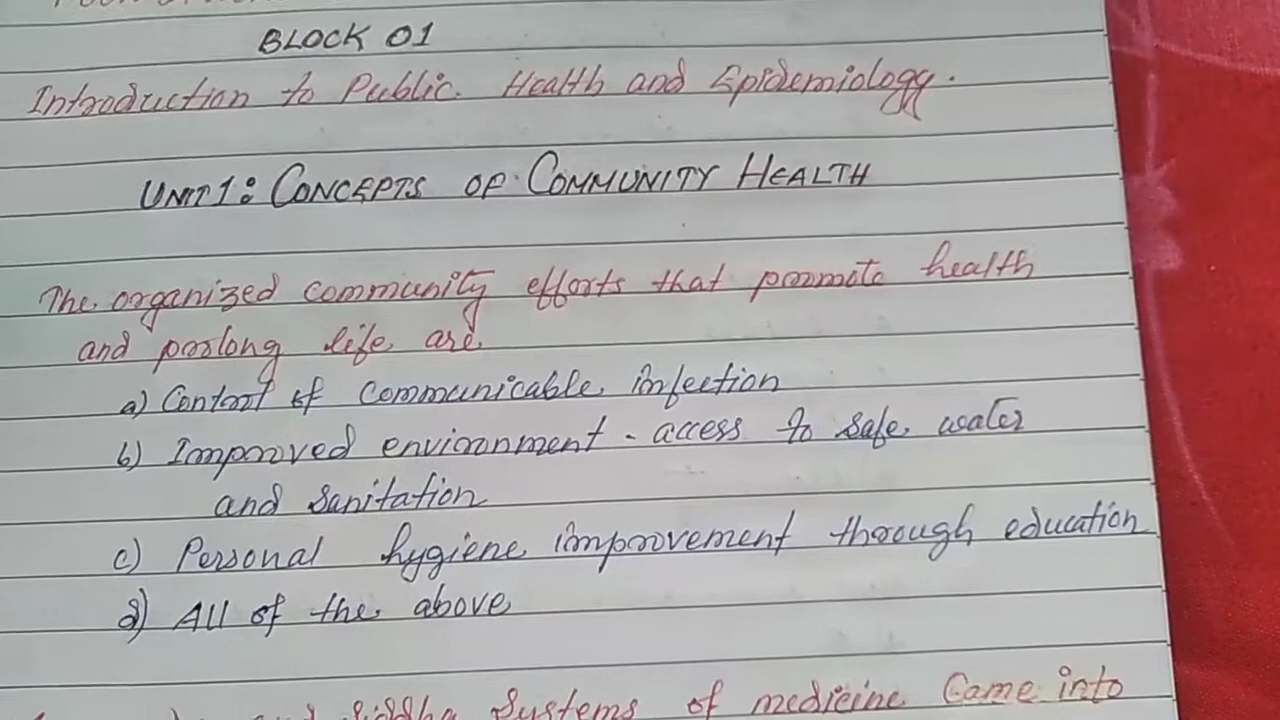 BLOCK 01
Introduction to Public Health and Epidemiology.
UNIT 1: CONCEPTS OF COMMUNITY HEALTH
The organized community efforts that promote health
and prolong life are
a) Control of communicable infection
b) Improved environment - access to safe water
and sanitation
c) Personal hygiene improvement through education
d) All of the above
and Siddha Systems of medicine Came into